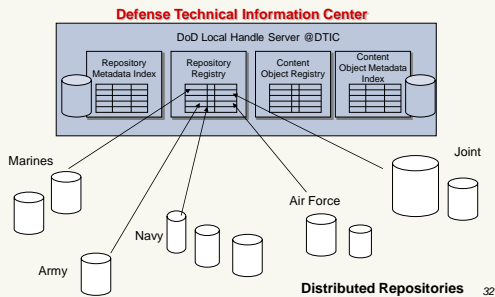 Defense Technical Information Center
DoD Local Handle Server @DTIC
Repository
Metadata Index
Repository
Registry
Content
Object Registry
Content
Object Metadata
Index
Marines
Joint
Air Force
Navy
Army
Distributed Repositories 32